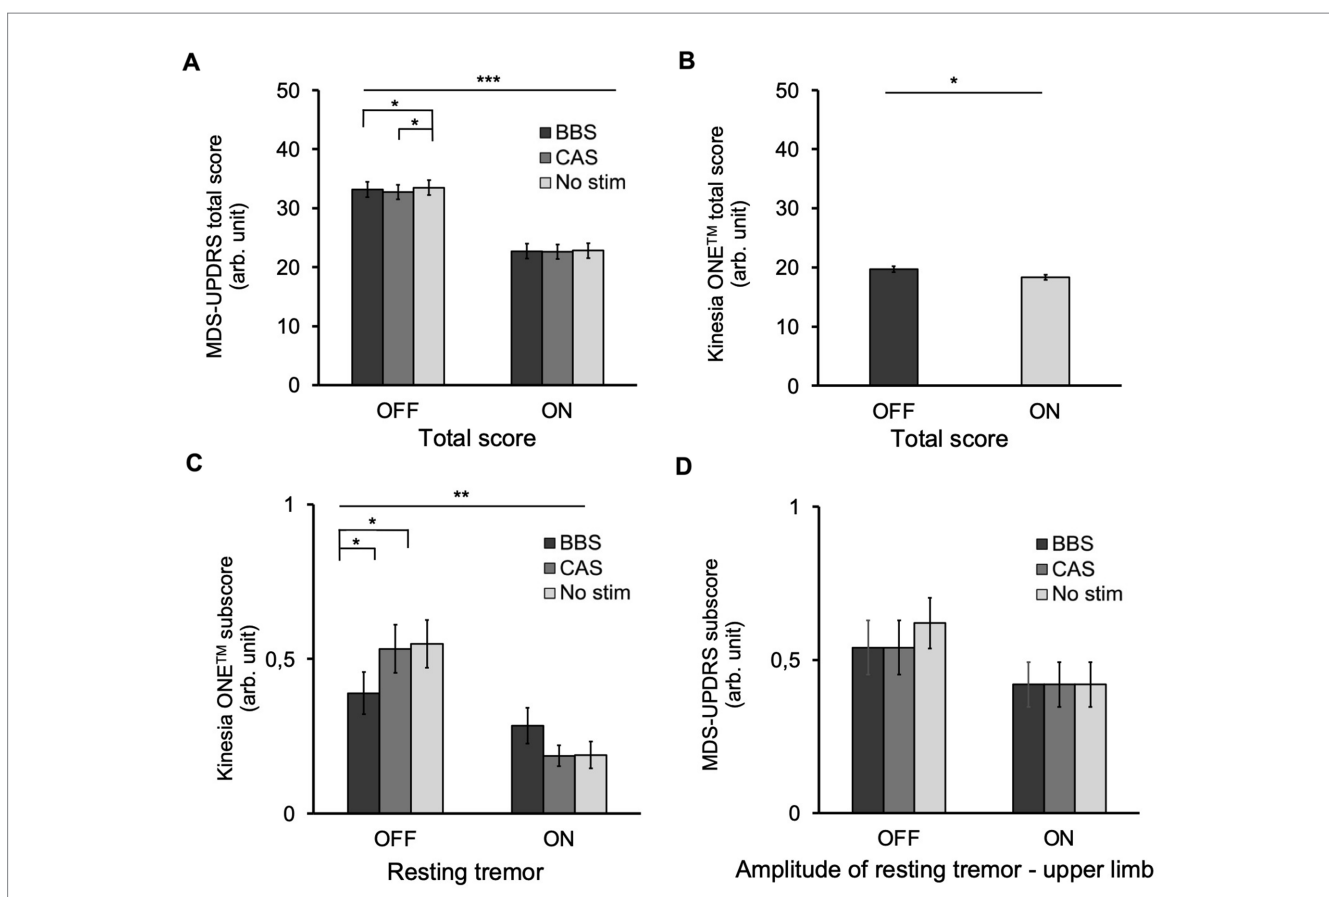 A
***
50
*
*
BBS
40
CAS
No stim
30
20
10
0
MDS-UPDRS total score
(arb. unit)
OFF ON
Total score
B
*
50
40
30
20
10
0
Kinesia ONE™ total score
(arb. unit)
OFF ON
Total score
C
**
1
*
*
BBS
CAS
No stim
0,5
0
Kinesia ONE™ subscore
(arb. unit)
OFF ON
Resting tremor
D
1
BBS
CAS
No stim
0,5
0
MDS-UPDRS subscore
(arb. unit)
OFF ON
Amplitude of resting tremor - upper limb